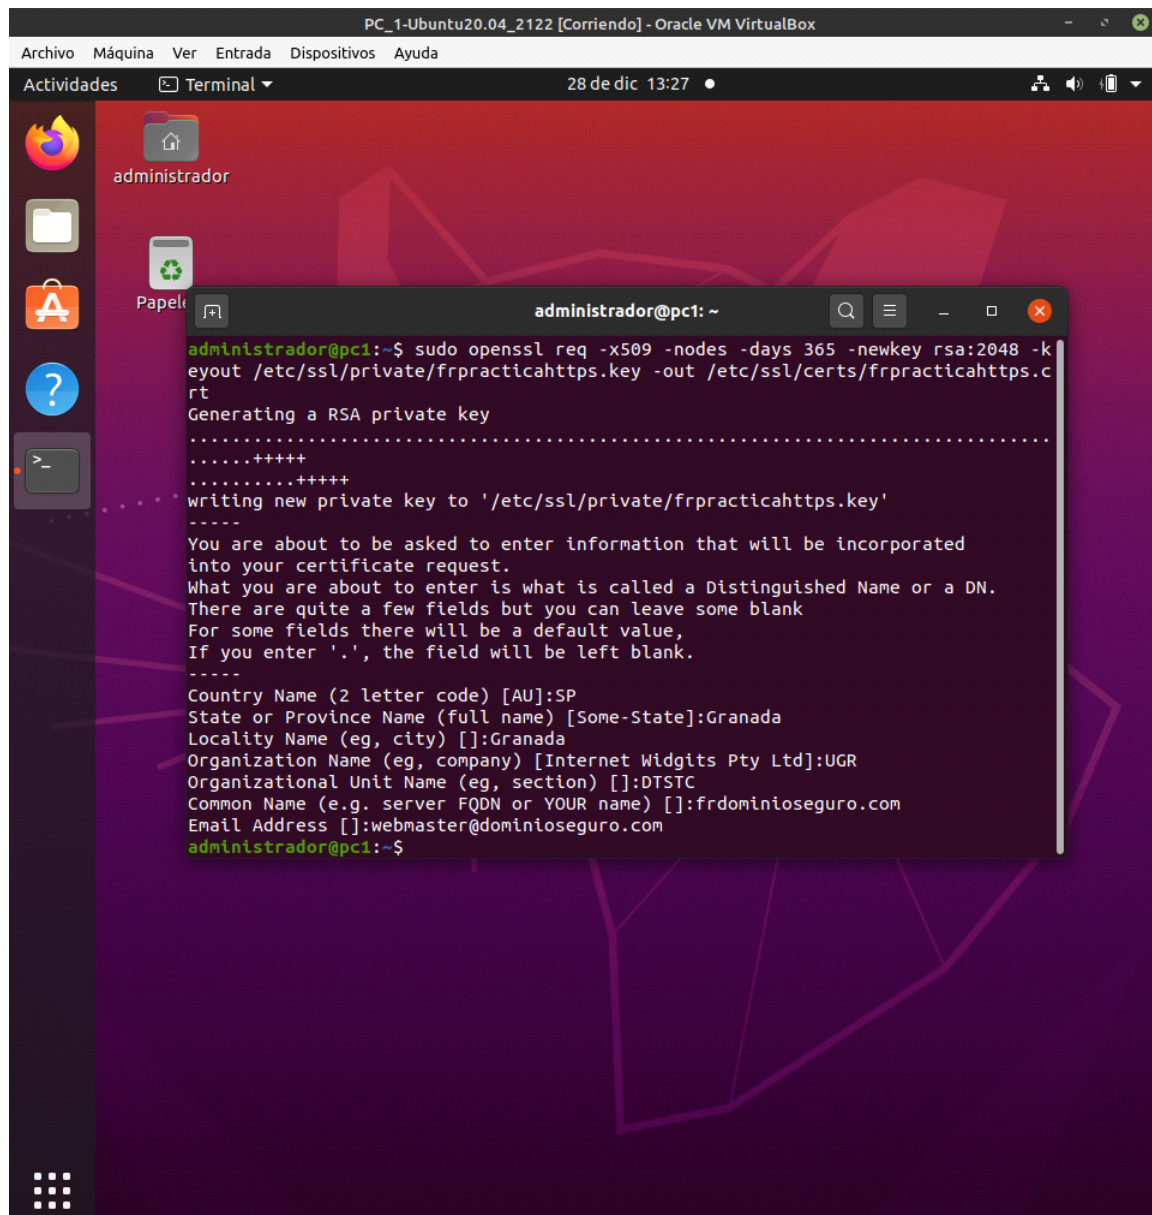 PC_1-Ubuntu20.04_2122 [Corriendo] - Oracle VM VirtualBox
Archivo Máquina Ver Entrada Dispositivos Ayuda
Actividades Terminal 28 de dic 13:27
administrador
Papele
administrador@pc1: ~
administrador@pc1:~$ sudo openssl req -x509 -nodes -days 365 -newkey rsa:2048 -k
eyout /etc/ssl/private/frpracticahttps.key -out /etc/ssl/certs/frpracticahttps.c
rt
Generating a RSA private key
................................................................................
......+++++
..........+++++
writing new private key to '/etc/ssl/private/frpracticahttps.key'
-----
You are about to be asked to enter information that will be incorporated
into your certificate request.
What you are about to enter is what is called a Distinguished Name or a DN.
There are quite a few fields but you can leave some blank
For some fields there will be a default value,
If you enter '.', the field will be left blank.
-----
Country Name (2 letter code) [AU]:SP
State or Province Name (full name) [Some-State]:Granada
Locality Name (eg, city) []:Granada
Organization Name (eg, company) [Internet Widgits Pty Ltd]:UGR
Organizational Unit Name (eg, section) []:DTSTC
Common Name (e.g. server FQDN or YOUR name) []:frdominioseguro.com
Email Address []:webmaster@dominioseguro.com
administrador@pc1:~$